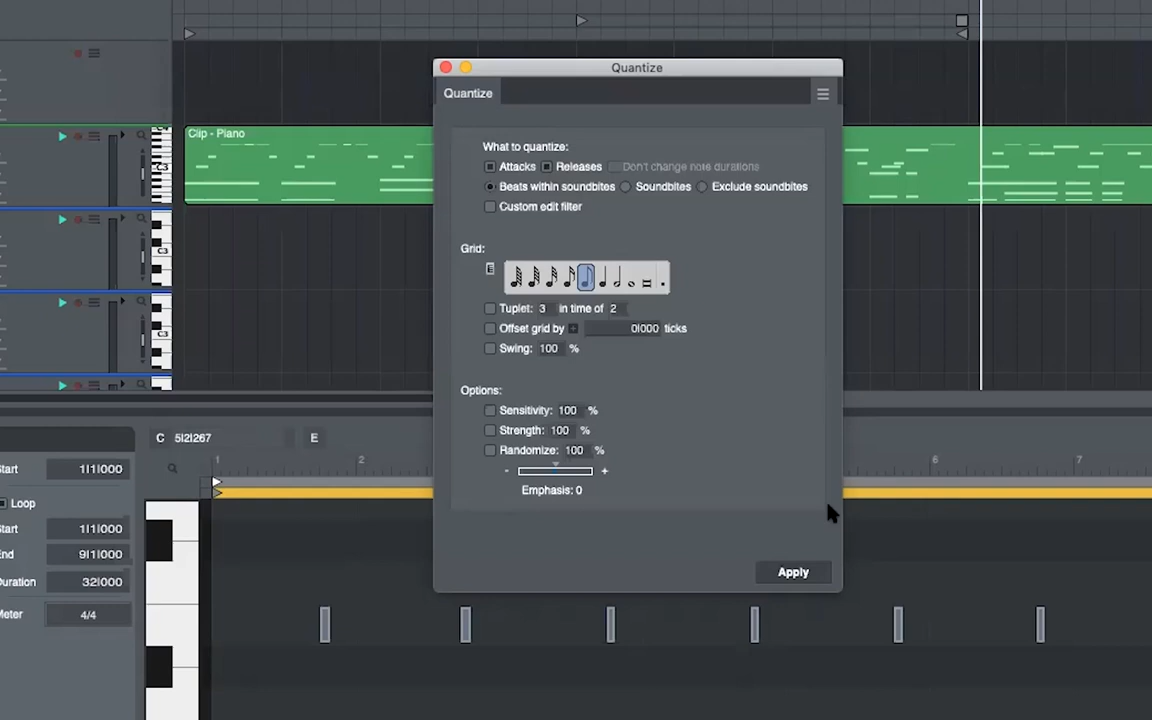 Quantize
Quantize
Clip - Piano
What to quantize:
Attacks Releases Don't change note durations
Beats within soundbites Soundbites Exclude soundbites
Custom edit filter
C3
C3
C3
Grid:
E
Tuplet: 3 in time of 2
Offset grid by + 0|000 ticks
Swing: 100 %
Options:
Sensitivity: 100 %
Strength: 100 %
Randomize: 100 %
- +
Emphasis: 0
Apply
C 5|2|267 E
1 2 6 7
Start 1|1|000
Loop
Start 1|1|000
End 9|1|000
Duration 32|000
Meter 4/4